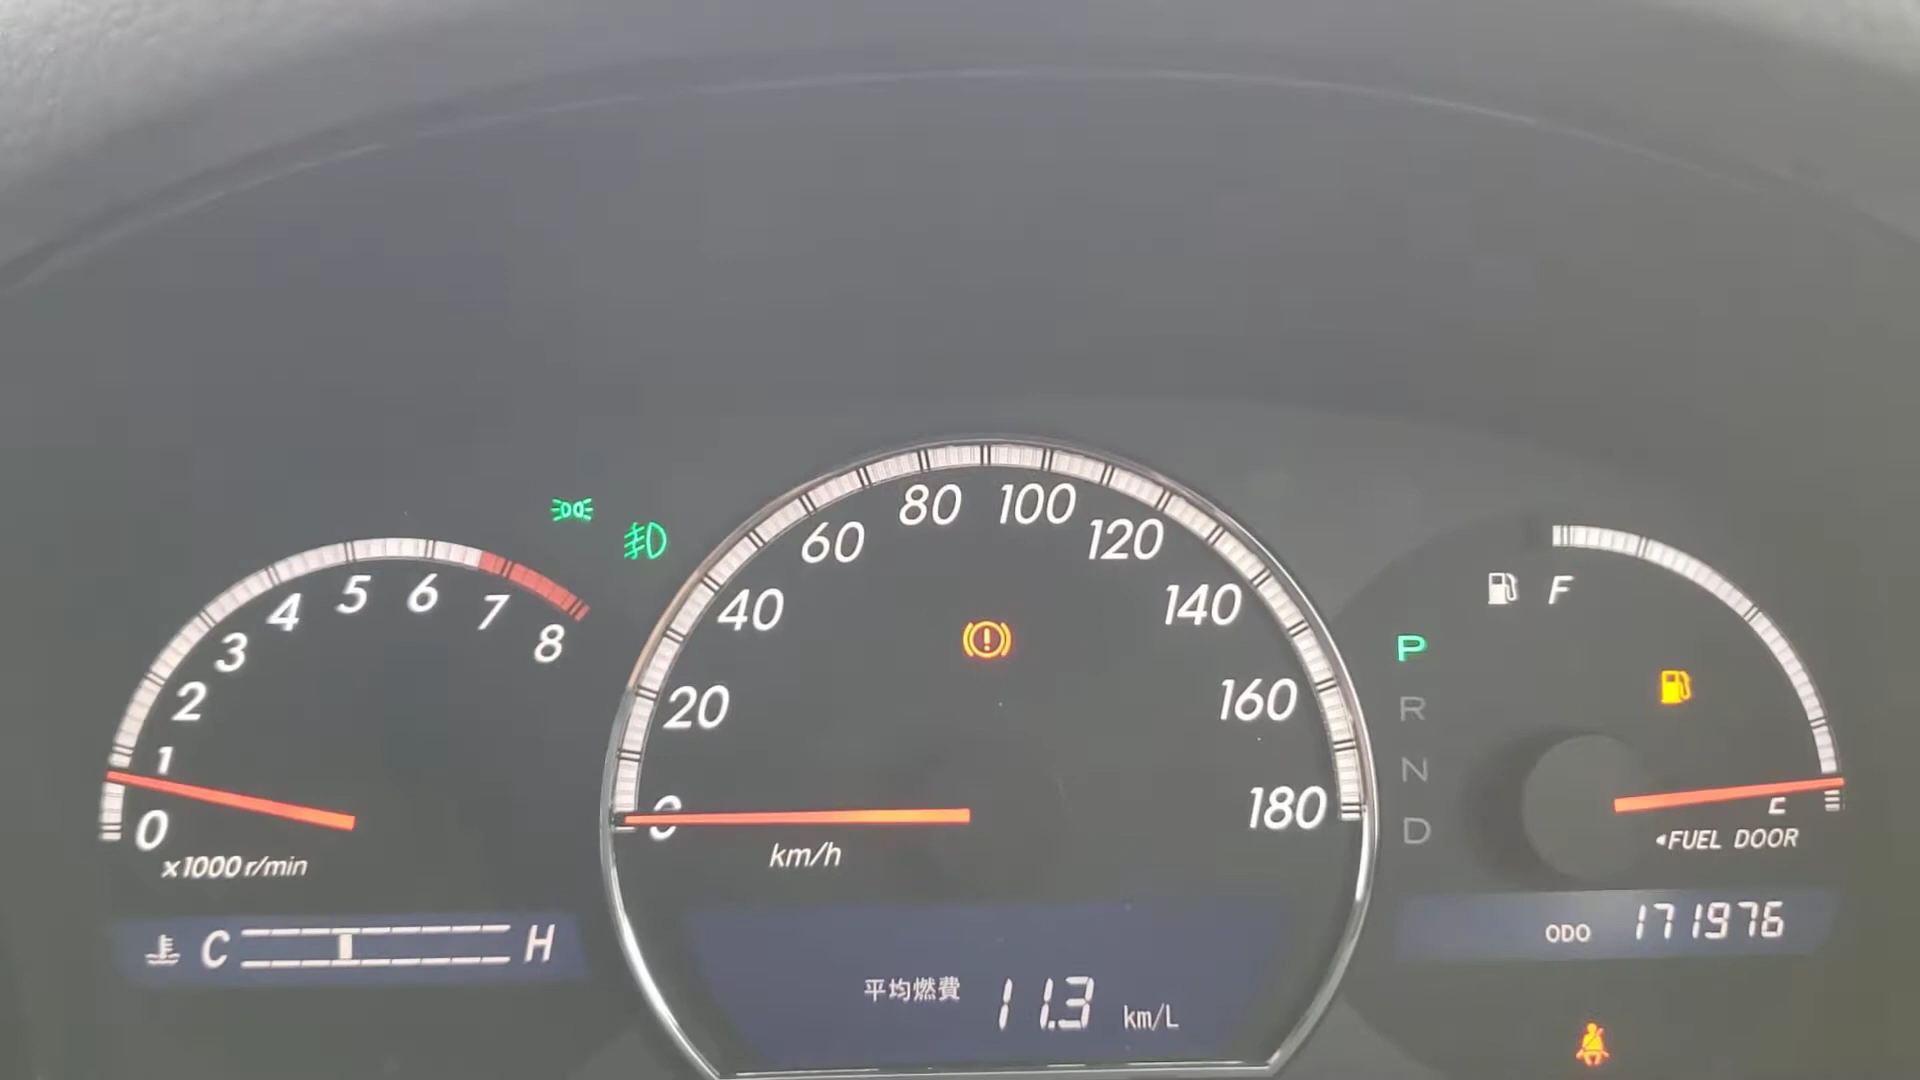 0 1 2 3 4 5 6 7 8
x1000 r/min
C H
0 20 40 60 80 100 120 140 160 180
km/h
平均燃費 11.3 km/L
P
R
N
D
F
◂FUEL DOOR
ODO 171976